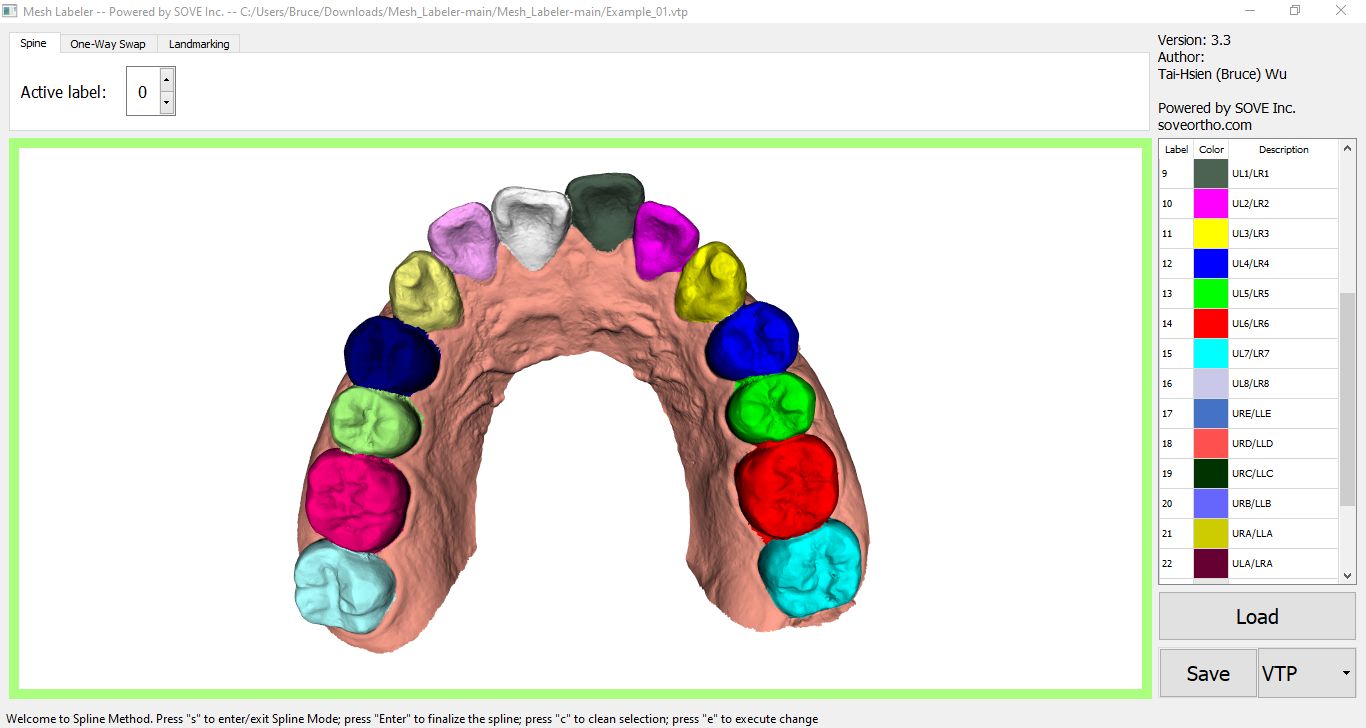 Mesh Labeler -- Powered by SOVE Inc. -- C:/Users/Bruce/Downloads/Mesh_Labeler-main/Mesh_Labeler-main/Example_01.vtp
Spine One-Way Swap Landmarking
Active label: 0
Version: 3.3
Author:
Tai-Hsien (Bruce) Wu
Powered by SOVE Inc.
soveortho.com
Label Color Description
9 UL1/LR1
10 UL2/LR2
11 UL3/LR3
12 UL4/LR4
13 UL5/LR5
14 UL6/LR6
15 UL7/LR7
16 UL8/LR8
17 URE/LLE
18 URD/LLD
19 URC/LLC
20 URB/LLB
21 URA/LLA
22 ULA/LRA
Load
Save VTP
Welcome to Spline Method. Press "s" to enter/exit Spline Mode; press "Enter" to finalize the spline; press "c" to clean selection; press "e" to execute change